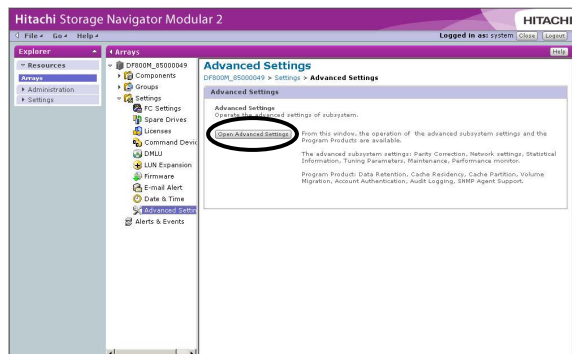 Hitachi Storage Navigator Modular 2
HITACHI
File Go Help
Logged in as: system Close Logout
Explorer
Arrays
Help
Resources
Arrays
Administration
Settings
DF800M_85000049
Components
Groups
Settings
FC Settings
Spare Drives
Licenses
Command Devic
DMLU
LUN Expansion
Firmware
E-mail Alert
Date & Time
Advanced Settin
Alerts & Events
Advanced Settings
DF800M_85000049 > Settings > Advanced Settings
Advanced Settings
Advanced Settings
Operate the advanced settings of subsystem.
Open Advanced Settings
From this window, the operation of the advanced subsystem settings and the
Program Products are available.
The advanced subsystem settings: Parity Correction, Network settings, Statistical
Information, Tuning Parameters, Maintenance, Performance monitor.
Program Product: Data Retention, Cache Residency, Cache Partition, Volume
Migration, Account Authentication, Audit Logging, SNMP Agent Support.